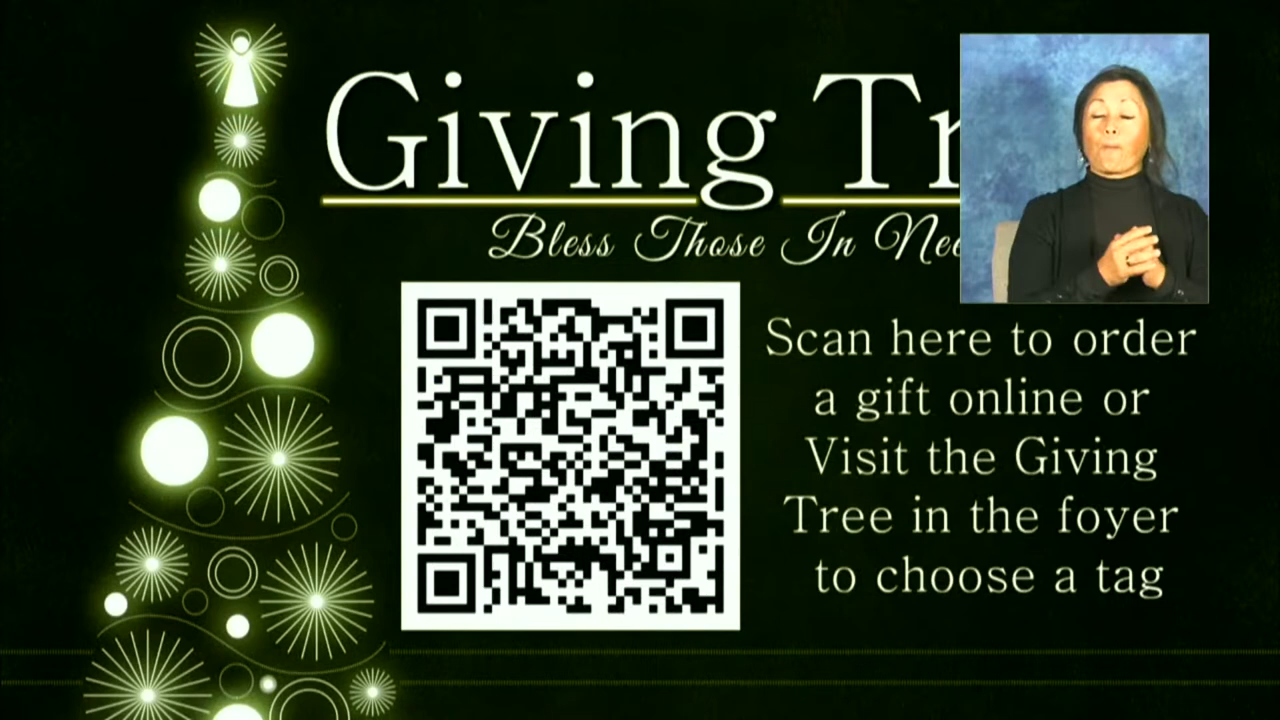 Giving Tr
Bless Those In Nee
Scan here to order
a gift online or
Visit the Giving
Tree in the foyer
to choose a tag